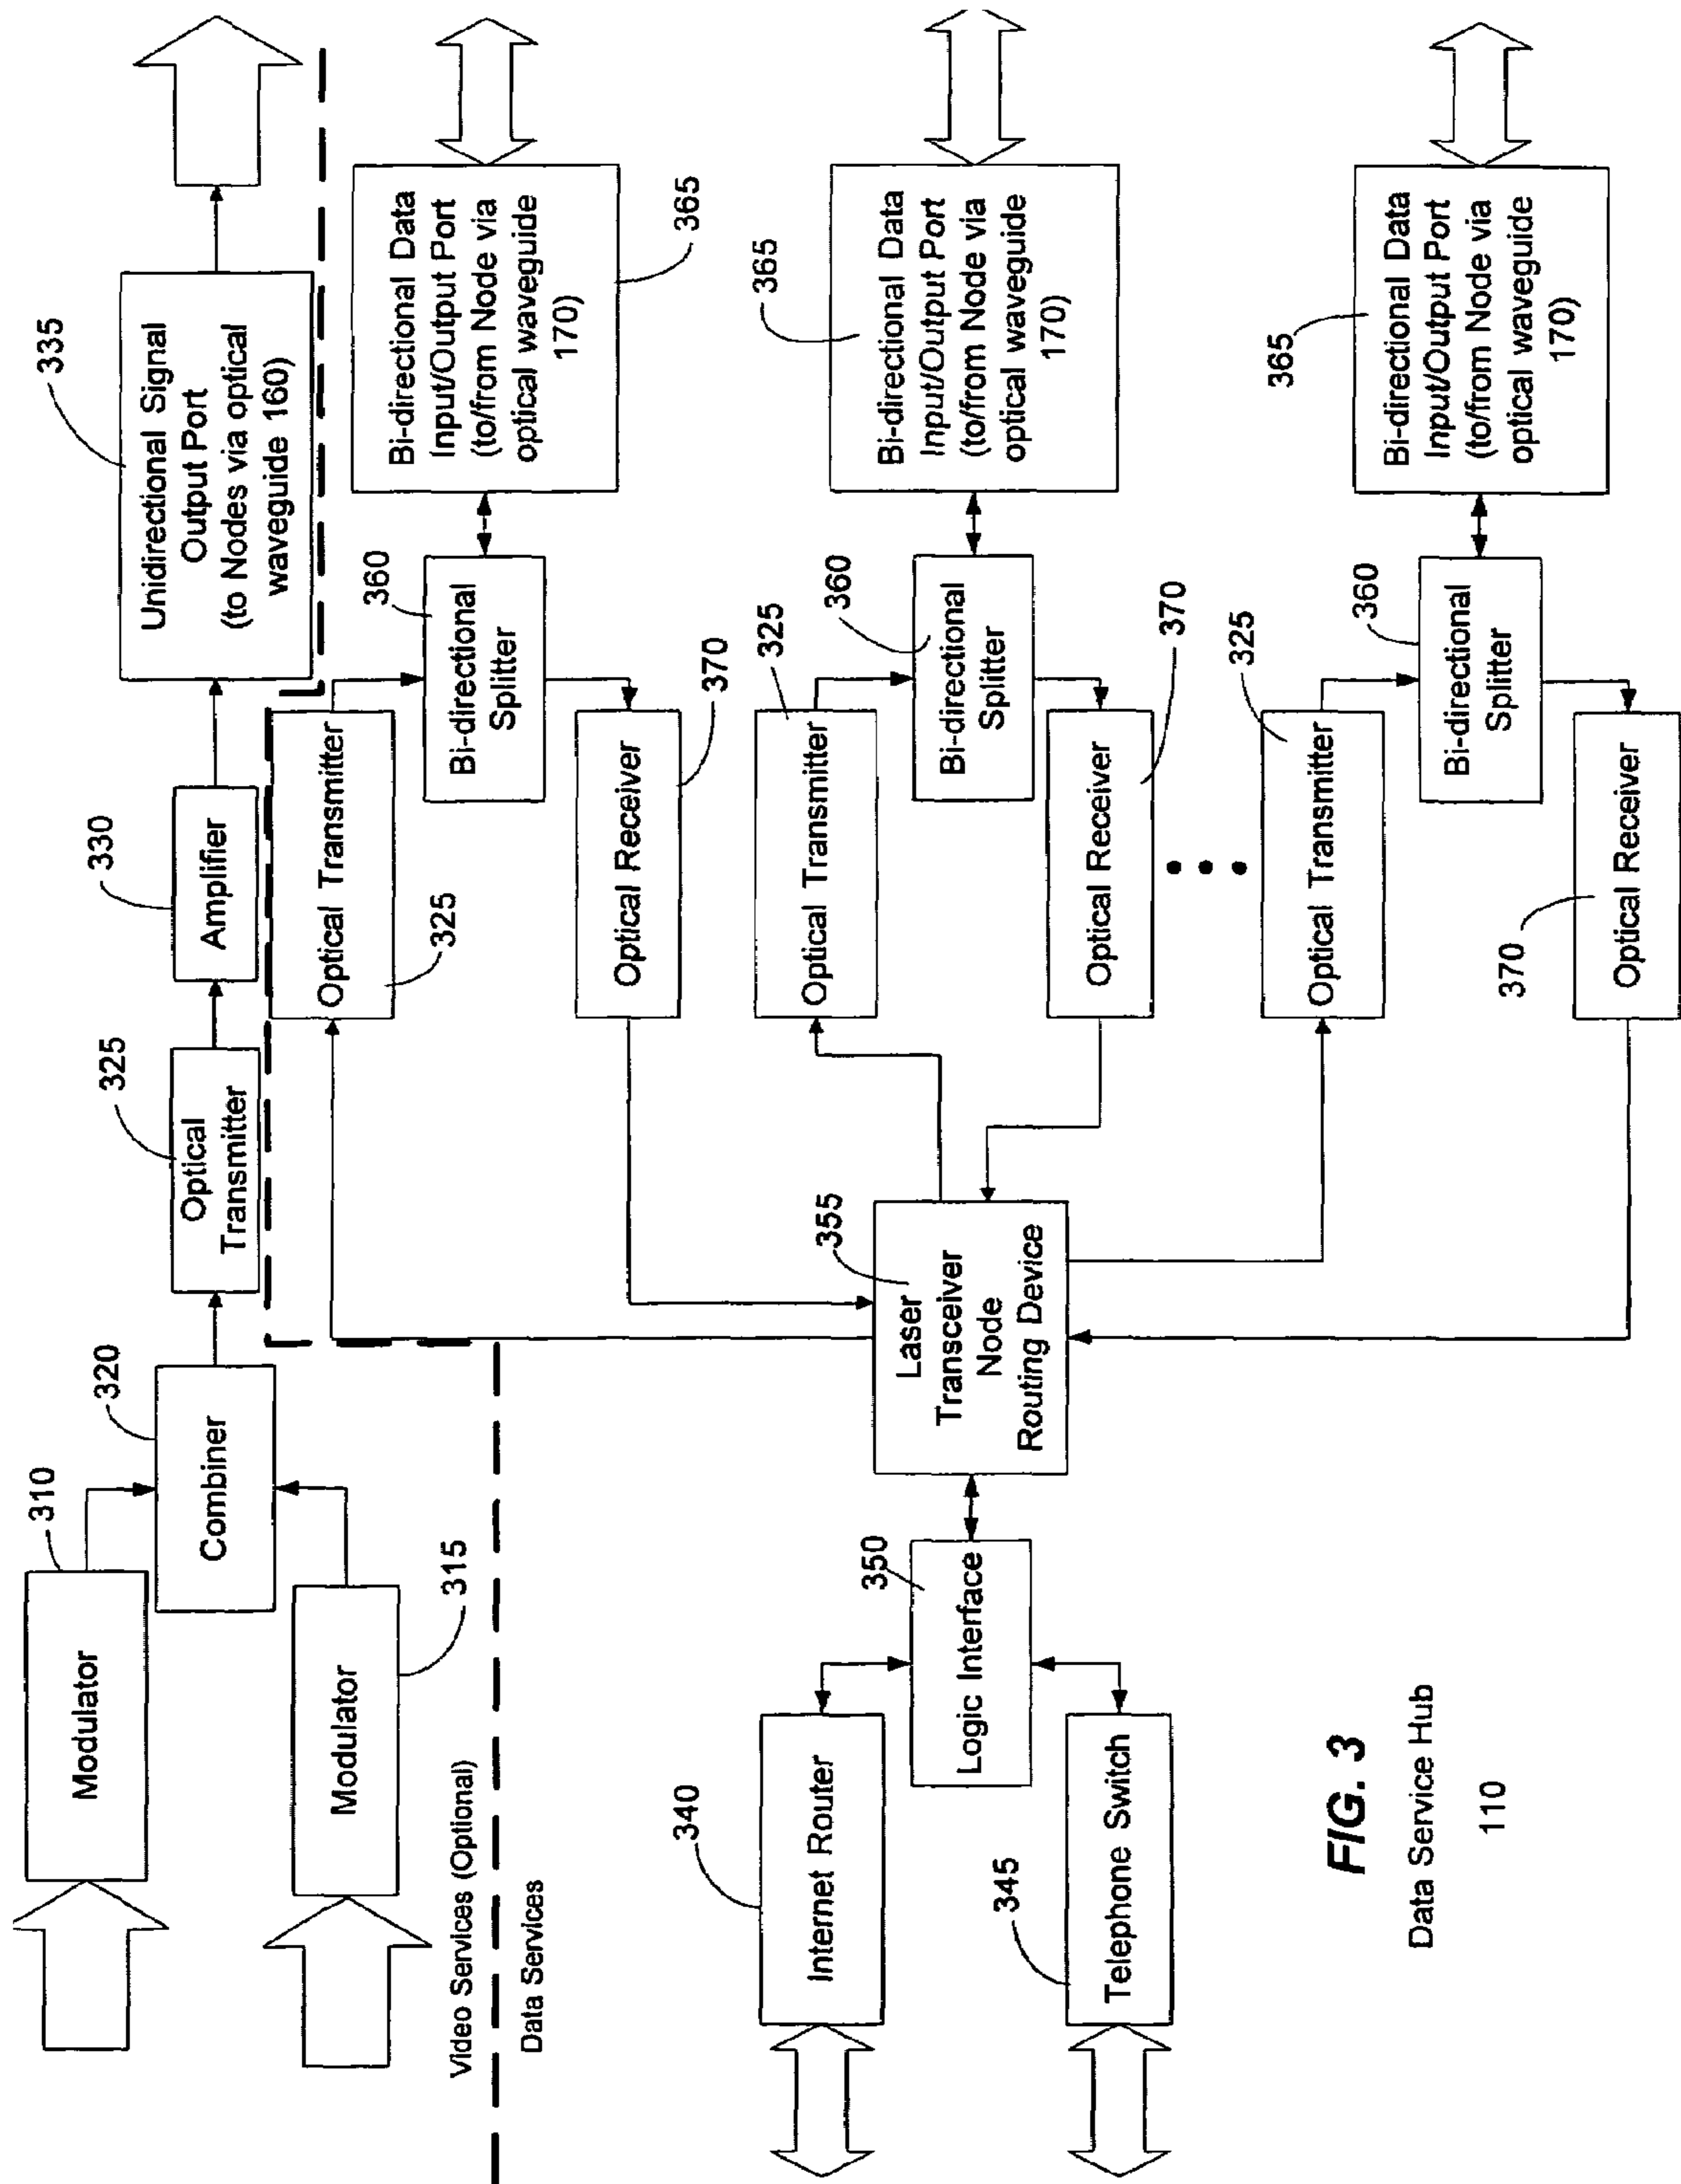 335
Unidirectional Signal
Output Port
(to Nodes via optical
waveguide 160)
330
Amplifier
325
Optical
Transmitter
320
Combiner
310
Modulator
315
Modulator
Video Services (Optional)
Data Services
365
Bi-directional Data
Input/Output Port
(to/from Node via
optical waveguide
170)
360
Bi-directional
Splitter
Optical Transmitter
325
Optical Receiver
370
365
Bi-directional Data
Input/Output Port
(to/from Node via
optical waveguide
170)
360
Bi-directional
Splitter
325
Optical Transmitter
Optical Receiver
370
365
Bi-directional Data
Input/Output Port
(to/from Node via
optical waveguide
170)
360
Bi-directional
Splitter
325
Optical Transmitter
370
Optical Receiver
355
Laser
Transceiver
Node
Routing Device
350
Logic Interface
340
Internet Router
345
Telephone Switch
FIG. 3
Data Service Hub
110